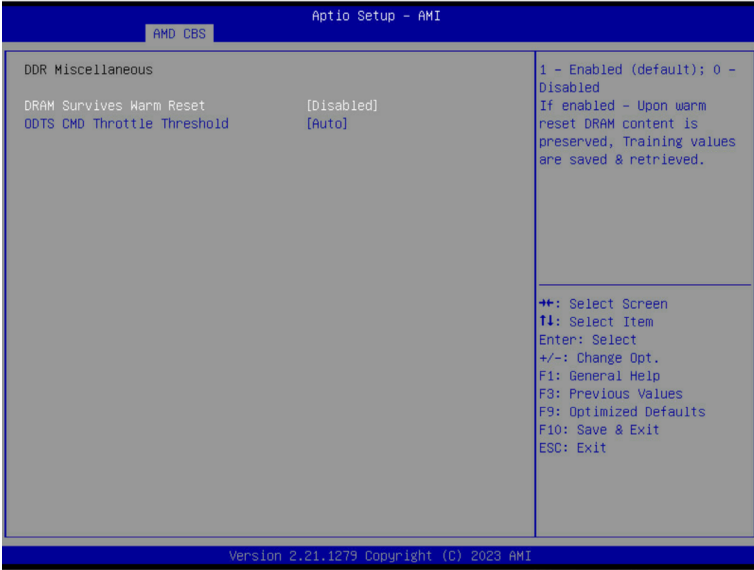 Aptio Setup – AMI
AMD CBS
DDR Miscellaneous
DRAM Survives Warm Reset [Disabled]
ODTS CMD Throttle Threshold [Auto]
1 – Enabled (default); 0 –
Disabled
If enabled – Upon warm
reset DRAM content is
preserved, Training values
are saved & retrieved.
→←: Select Screen
↑↓: Select Item
Enter: Select
+/-: Change Opt.
F1: General Help
F3: Previous Values
F9: Optimized Defaults
F10: Save & Exit
ESC: Exit
Version 2.21.1279 Copyright (C) 2023 AMI